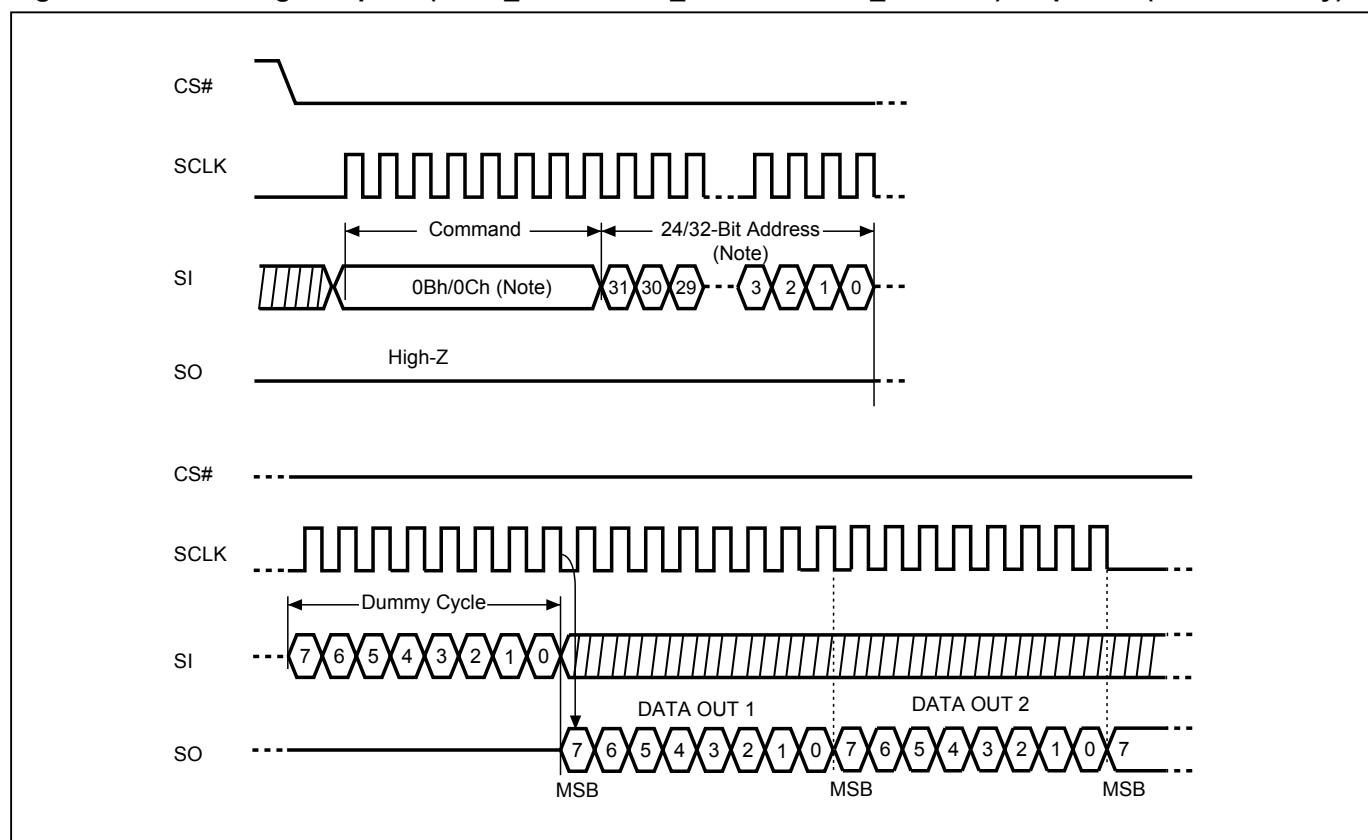 CS#
SCLK
Command
24/32-Bit Address
(Note)
SI
0Bh/0Ch (Note)
31 30 29 3 2 1 0
High-Z
SO
CS#
SCLK
Dummy Cycle
SI
7 6 5 4 3 2 1 0
DATA OUT 1
DATA OUT 2
SO
7 6 5 4 3 2 1 0 7 6 5 4 3 2 1 0 7
MSB
MSB
MSB